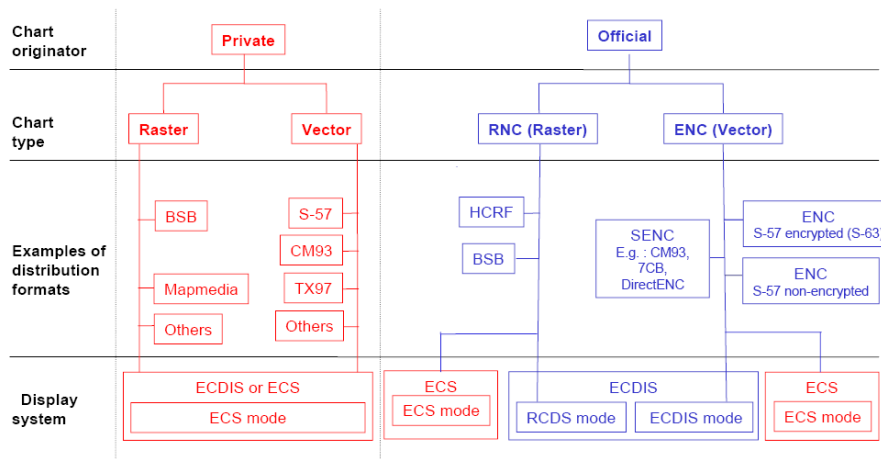 Chart
originator
Private
Official
Chart
type
Raster
Vector
RNC (Raster)
ENC (Vector)
Examples of
distribution
formats
BSB
Mapmedia
Others
S-57
CM93
TX97
Others
HCRF
BSB
SENC
E.g. : CM93,
7CB,
DirectENC
ENC
S-57 encrypted (S-63)
ENC
S-57 non-encrypted
Display
system
ECDIS or ECS
ECS mode
ECS
ECS mode
ECDIS
RCDS mode
ECDIS mode
ECS
ECS mode